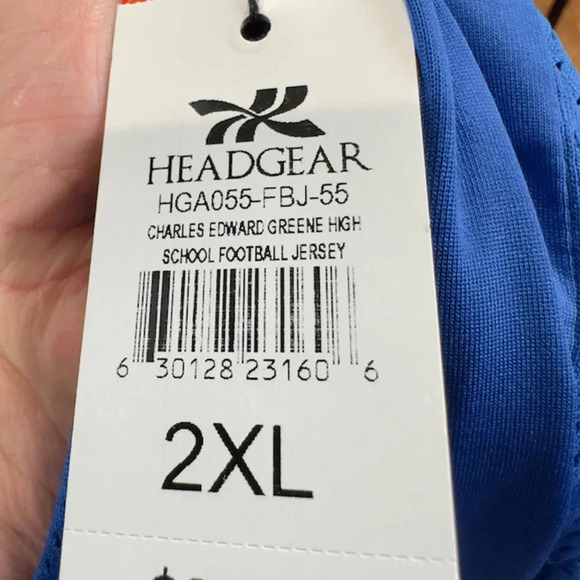 HEADGEAR
HGA055-FBJ-55
CHARLES EDWARD GREENE HIGH
SCHOOL FOOTBALL JERSEY
6 30128 23160 6
2XL